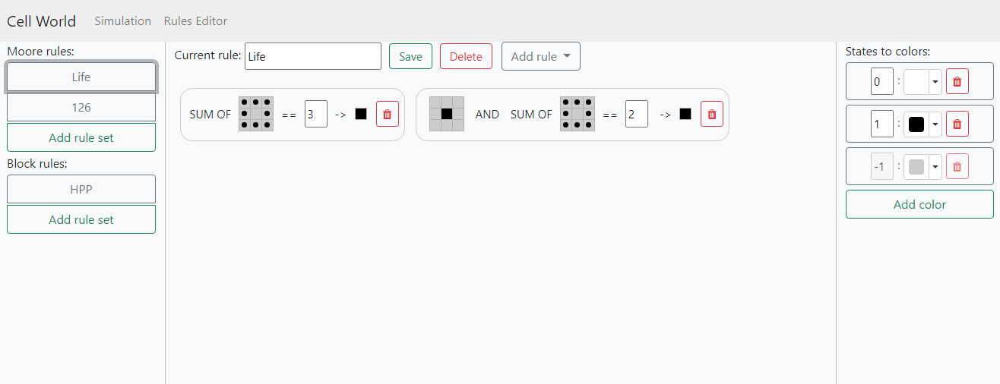 Cell World Simulation Rules Editor
Moore rules:
Life
126
Add rule set
Block rules:
HPP
Add rule set
Current rule: Life Save Delete Add rule
SUM OF == 3 ->
AND SUM OF == 2 ->
States to colors:
0 :
1 :
-1 :
Add color